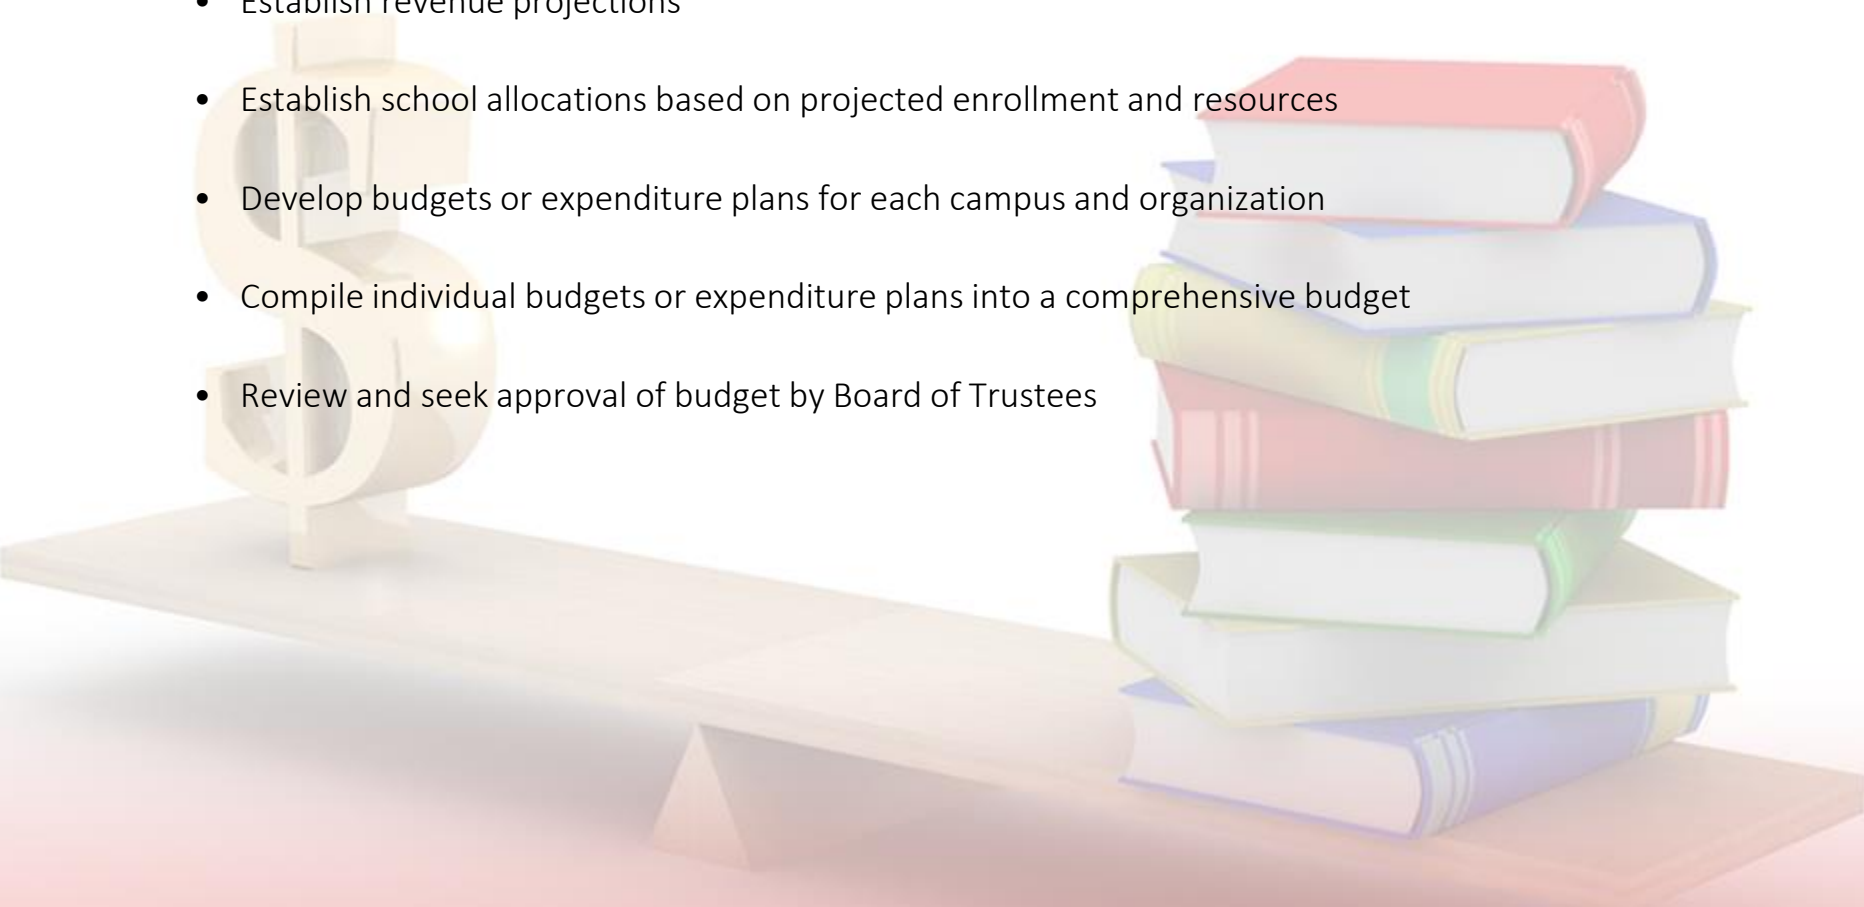 • Establish revenue projections
• Establish school allocations based on projected enrollment and resources
• Develop budgets or expenditure plans for each campus and organization
• Compile individual budgets or expenditure plans into a comprehensive budget
• Review and seek approval of budget by Board of Trustees